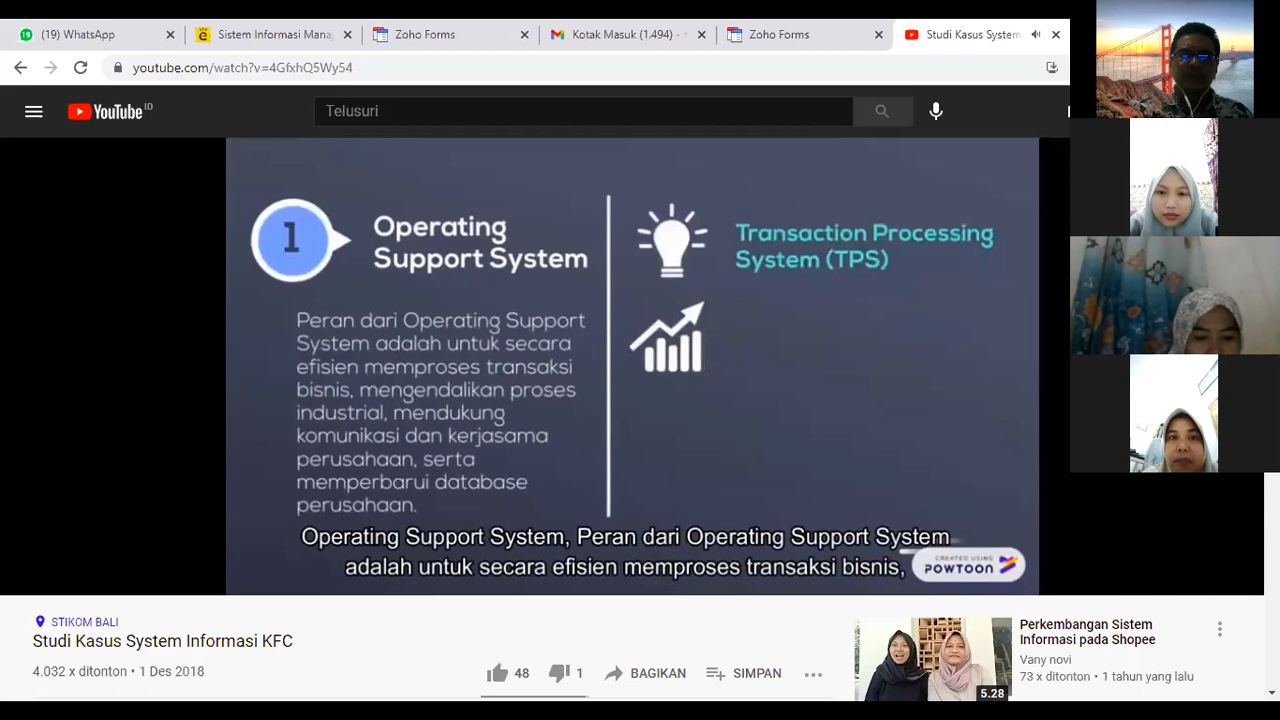 (19) WhatsApp
Sistem Informasi Mana
Zoho Forms
Kotak Masuk (1.494) -
Zoho Forms
Studi Kasus System
youtube.com/watch?v=4GfxhQ5Wy54
YouTube ID
Telusuri
1
Operating
Support System
Peran dari Operating Support
System adalah untuk secara
efisien memproses transaksi
bisnis, mengendalikan proses
industrial, mendukung
komunikasi dan kerjasama
perusahaan, serta
memperbarui database
perusahaan.
Transaction Processing
System (TPS)
Operating Support System, Peran dari Operating Support System
adalah untuk secara efisien memproses transaksi bisnis,
CREATED USING
POWTOON
STIKOM BALI
Studi Kasus System Informasi KFC
4.032 x ditonton • 1 Des 2018
48
1
BAGIKAN
SIMPAN
5.28
Perkembangan Sistem
Informasi pada Shopee
Vany novi
73 x ditonton • 1 tahun yang lalu